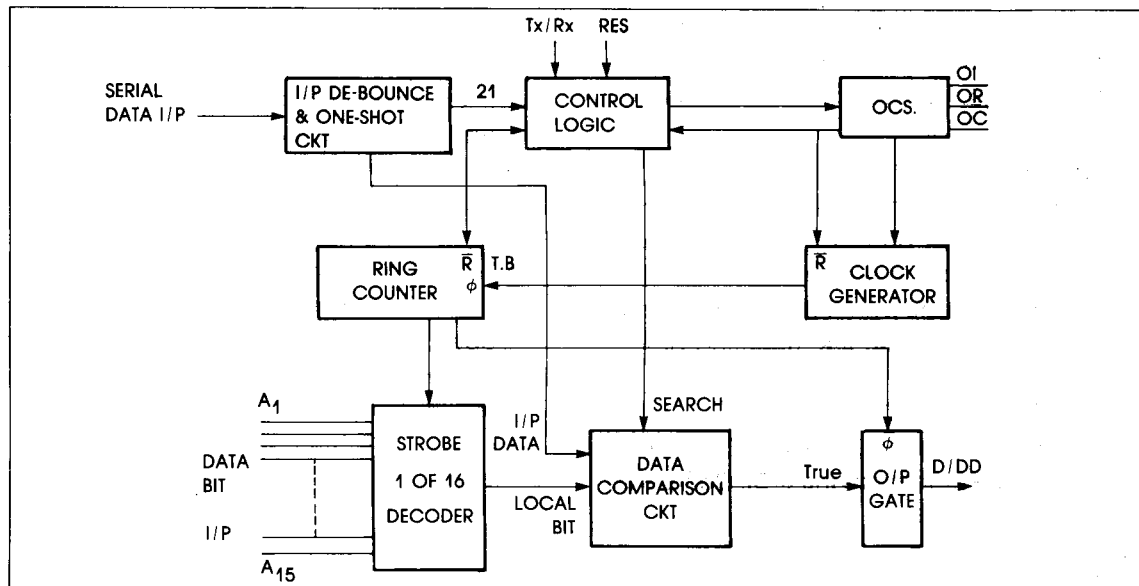 Tx/Rx RES
SERIAL
DATA I/P
I/P DE-BOUNCE
& ONE-SHOT
CKT
21
CONTROL
LOGIC
OCS.
OI
OR
OC
RING
COUNTER
R̅ T.B
ϕ
R̅ CLOCK
GENERATOR
A1
DATA
BIT
I/P
A15
STROBE
1 OF 16
DECODER
I/P
DATA
LOCAL
BIT
SEARCH
DATA
COMPARISON
CKT
True
ϕ
O/P
GATE
D/DD